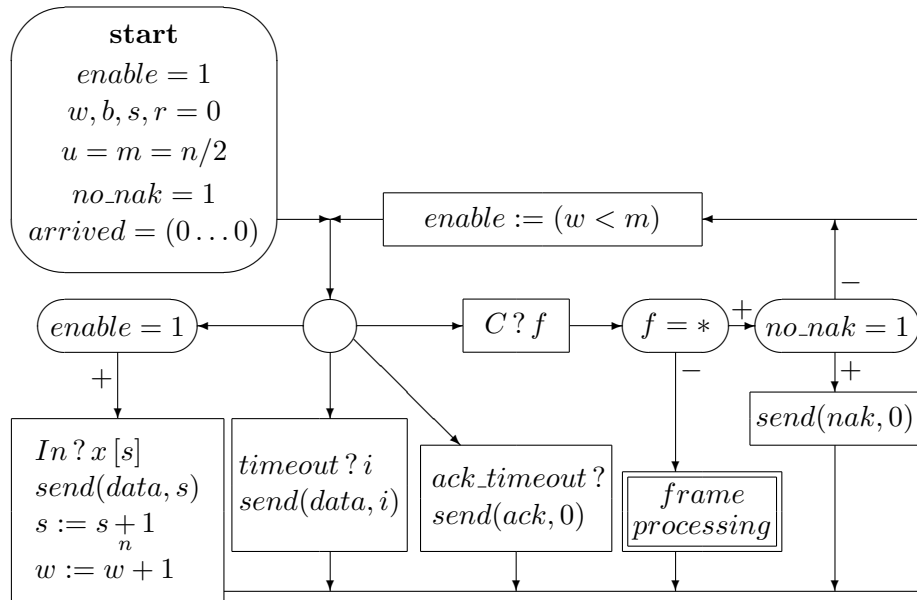 start
enable = 1
w, b, s, r = 0
u = m = n/2
no_nak = 1
arrived = (0 . . . 0)
enable := (w < m)
enable = 1
C ? f
f = ∗
+
no_nak = 1
−
+
−
+
send(nak, 0)
In ? x [s]
send(data, s)
s := s + 1
n
w := w + 1
timeout ? i
send(data, i)
ack_timeout ?
send(ack, 0)
frame
processing